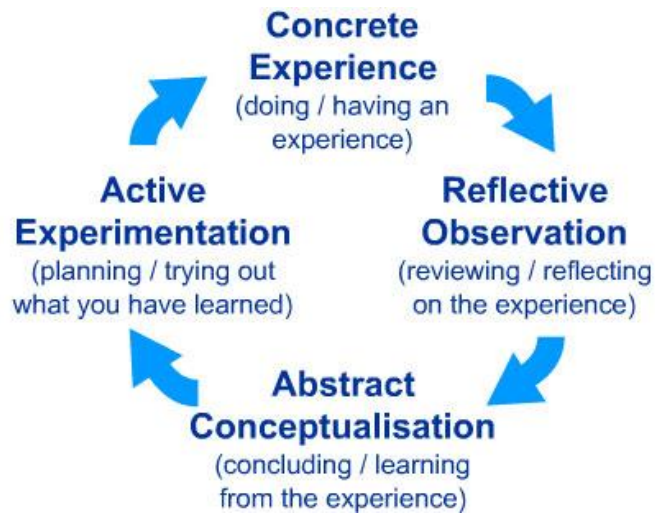 Concrete
Experience
(doing / having an
experience)
Reflective
Observation
(reviewing / reflecting
on the experience)
Abstract
Conceptualisation
(concluding / learning
from the experience)
Active
Experimentation
(planning / trying out
what you have learned)